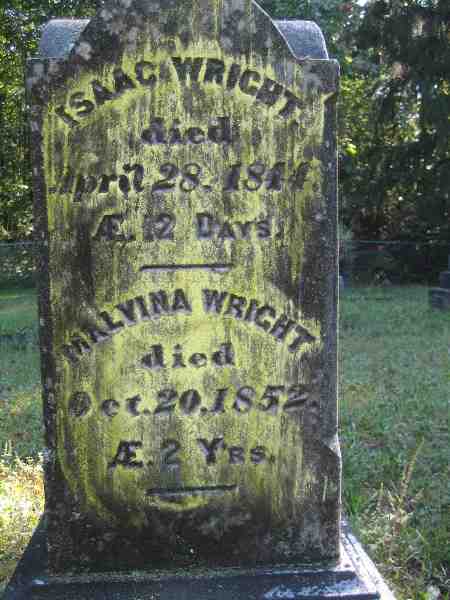 ISAAC WRIGHT.
died
April 28. 1844.
Æ. 12 DAYS.
MALVINA WRIGHT
died
Oct. 20. 1852.
Æ. 2 YRS.